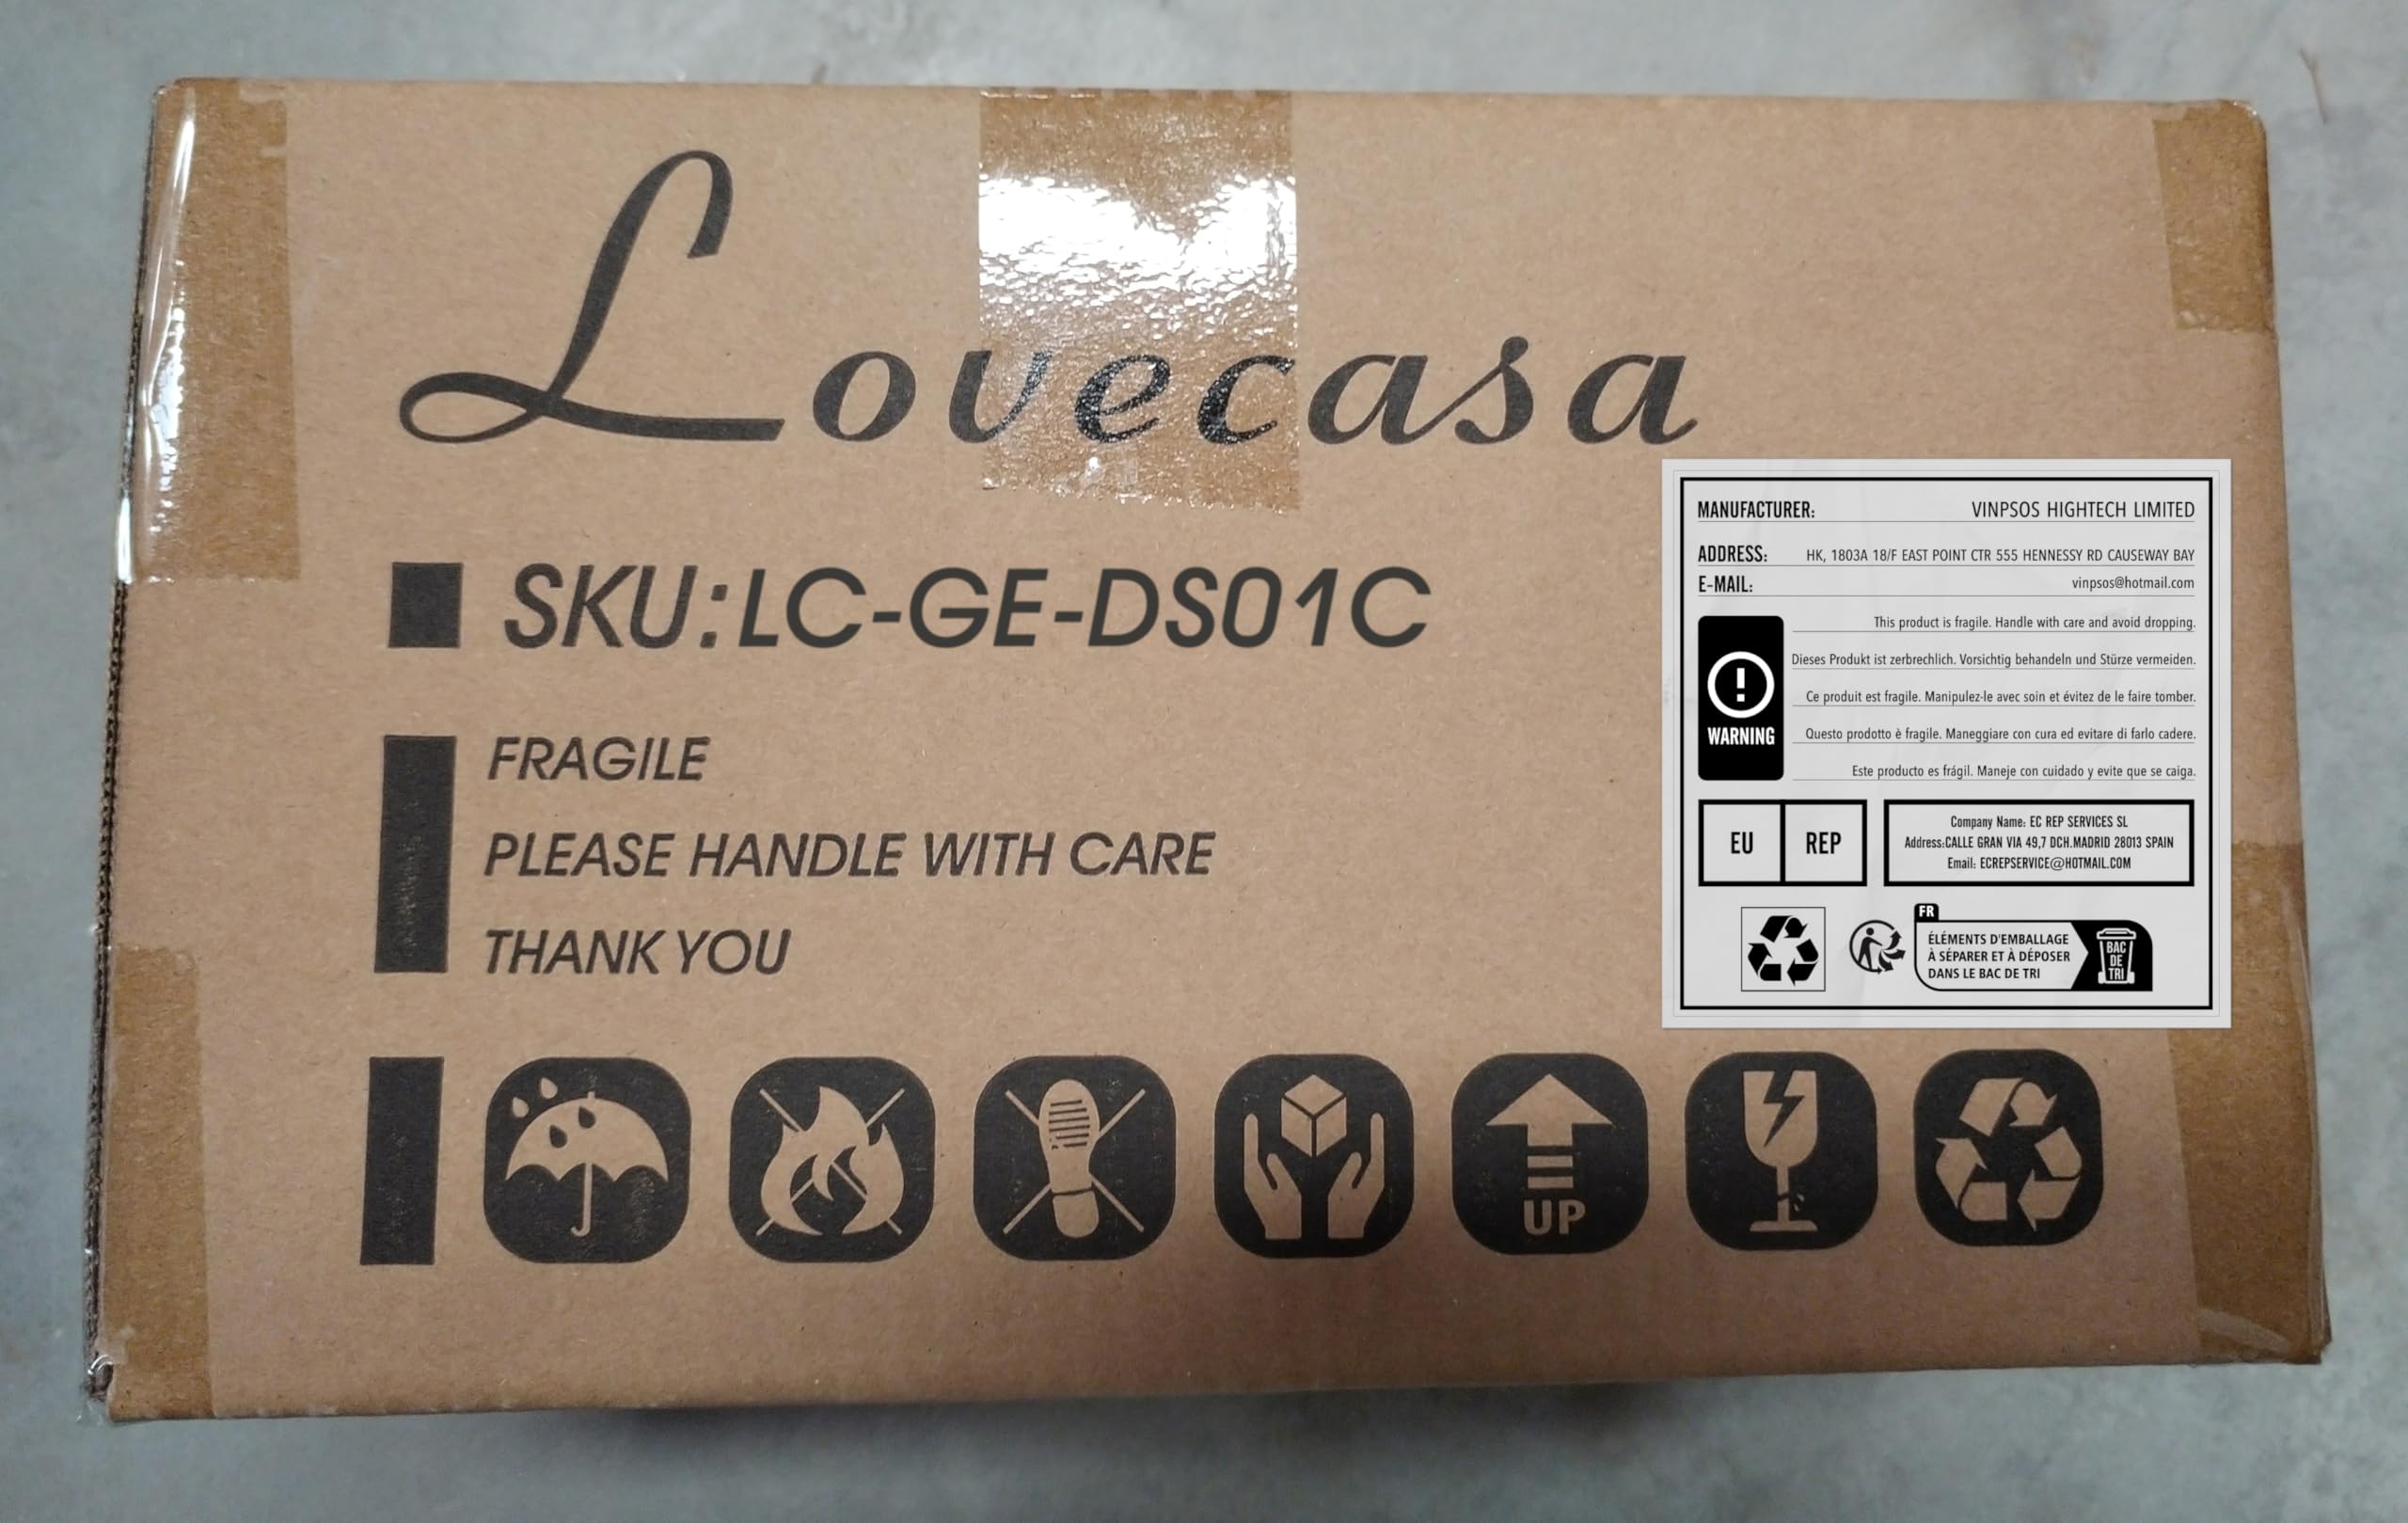 Lovecasa
SKU:LC-GE-DS01C
FRAGILE
PLEASE HANDLE WITH CARE
THANK YOU
UP
MANUFACTURER: VINPSOS HIGHTECH LIMITED
ADDRESS: HK, 1803A 18/F EAST POINT CTR 555 HENNESSY RD CAUSEWAY BAY
E-MAIL: vinpsos@hotmail.com
WARNING
This product is fragile. Handle with care and avoid dropping.
Dieses Produkt ist zerbrechlich. Vorsichtig behandeln und Stürze vermeiden.
Ce produit est fragile. Manipulez-le avec soin et évitez de le faire tomber.
Questo prodotto è fragile. Maneggiare con cura ed evitare di farlo cadere.
Este producto es frágil. Maneje con cuidado y evite que se caiga.
EU REP
Company Name: EC REP SERVICES SL
Address:CALLE GRAN VIA 49,7 DCH.MADRID 28013 SPAIN
Email: ECREPSERVICE@HOTMAIL.COM
FR
ÉLÉMENTS D'EMBALLAGE
À SÉPARER ET À DÉPOSER
DANS LE BAC DE TRI
BAC
DE
TRI